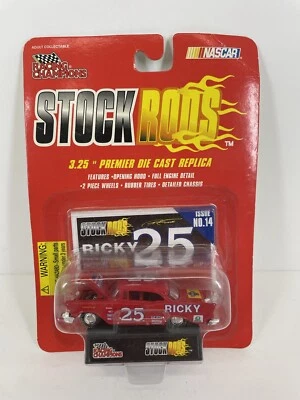 ADULT COLLECTABLE
RACING CHAMPIONS
NASCAR
STOCK RODS
TM
3.25 " PREMIER DIE CAST REPLICA
FEATURES • OPENING HOOD • FULL ENGINE DETAIL
• 2 PIECE WHEELS • RUBBER TIRES • DETAILED CHASSIS
STOCK RODS
ISSUE NO.14
RICKY 25
WARNING:
25 RICKY
RACING CHAMPIONS
STOCK RODS